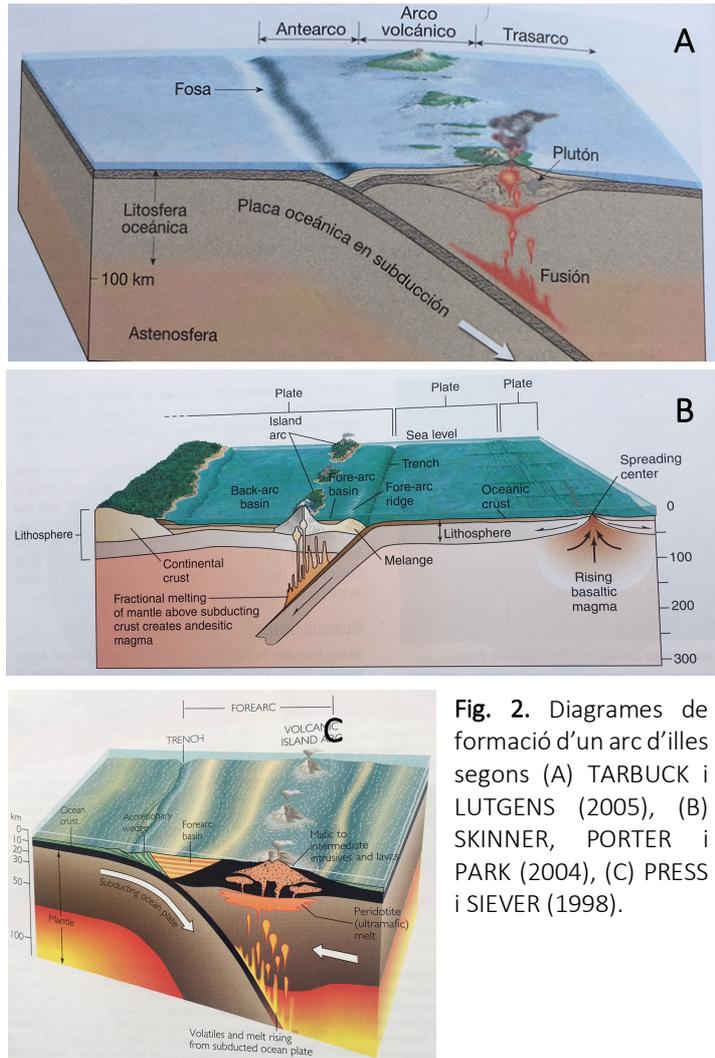 Antearco
Arco
volcánico
Trasarco
A
Fosa
Plutón
Litosfera
oceánica
Placa oceánica en subducción
100 km
Fusión
Astenosfera
Plate
Plate
Plate
B
Island
arc
Sea level
Trench
Spreading
center
Back-arc
basin
Fore-arc
basin
Fore-arc
ridge
Oceanic
crust
0
Lithosphere
Lithosphere
Continental
crust
Melange
100
Fractional melting
of mantle above subducting
crust creates andesitic
magma
Rising
basaltic
magma
200
300
FOREARC
TRENCH
VOLCANIC
ISLAND ARC
C
km
0
10
20
30
50
100
Ocean
crust
Accretionary
wedge
Forearc
basin
Mafic to
intermediate
intrusives and lavas
Subducting ocean plate
Mantle
Peridotite
(ultramafic)
melt
Volatiles and melt rising
from subducted ocean plate
Fig. 2. Diagrames de
formació d'un arc d'illes
segons (A) TARBUCK i
LUTGENS (2005), (B)
SKINNER, PORTER i
PARK (2004), (C) PRESS
i SIEVER (1998).